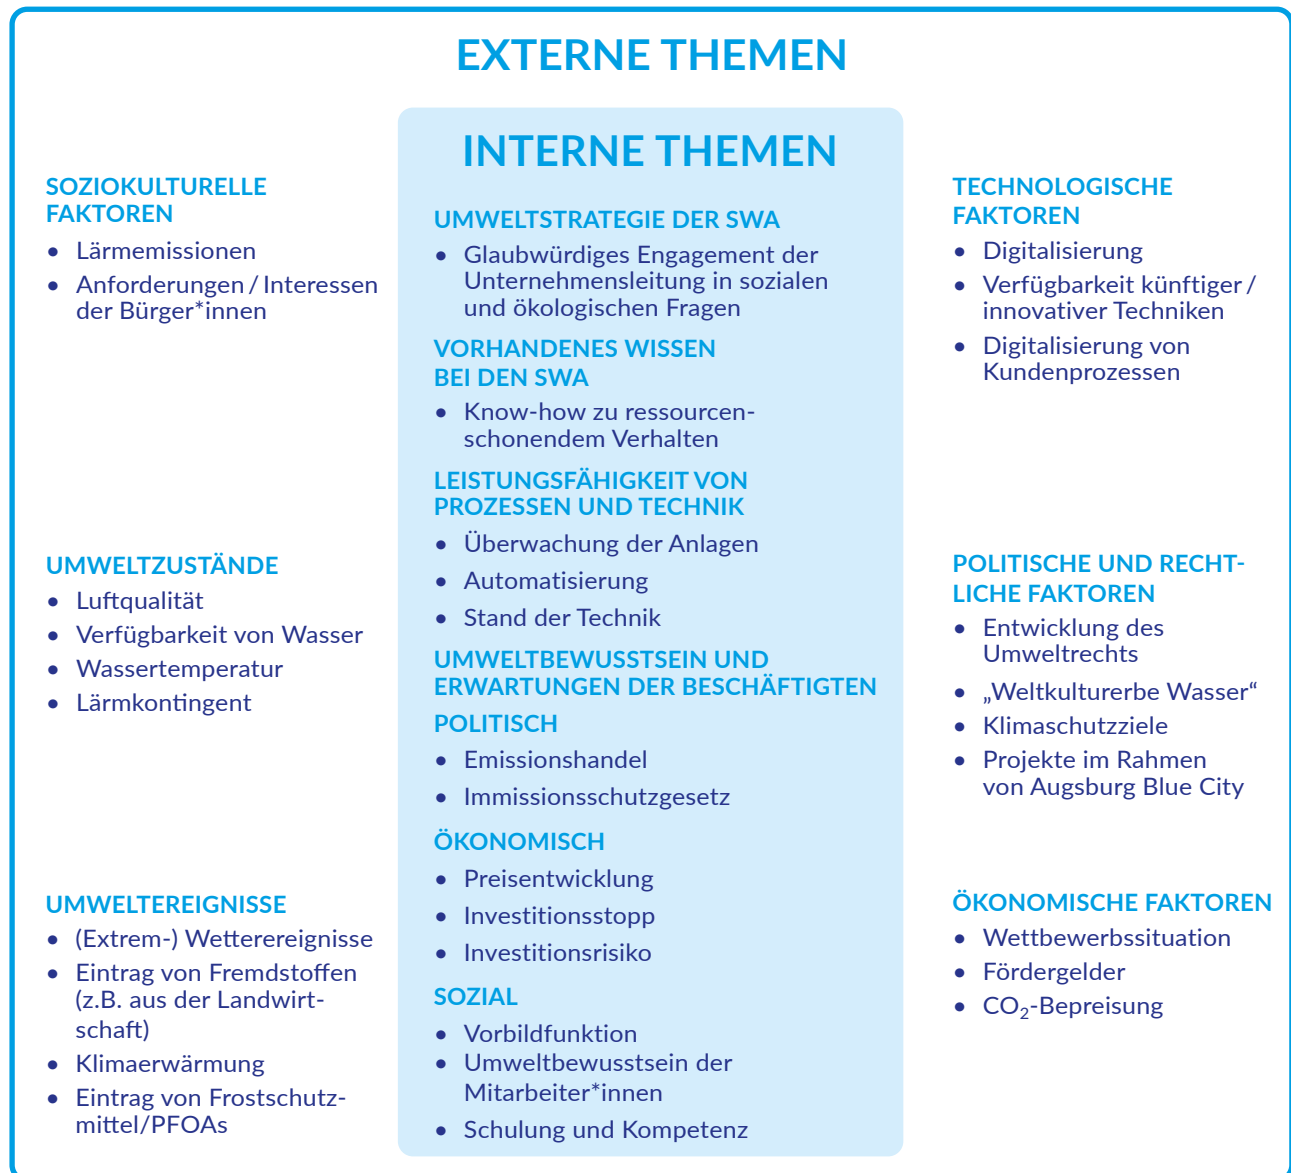 EXTERNE THEMEN
SOZIOKULTURELLE
FAKTOREN
• Lärmemissionen
• Anforderungen / Interessen
der Bürger*innen
UMWELTZUSTÄNDE
• Luftqualität
• Verfügbarkeit von Wasser
• Wassertemperatur
• Lärmkontingent
UMWELTEREIGNISSE
• (Extrem-) Wetterereignisse
• Eintrag von Fremdstoffen
(z.B. aus der Landwirt-
schaft)
• Klimaerwärmung
• Eintrag von Frostschutz-
mittel/PFOAs
INTERNE THEMEN
UMWELTSTRATEGIE DER SWA
• Glaubwürdiges Engagement der
Unternehmensleitung in sozialen
und ökologischen Fragen
VORHANDENES WISSEN
BEI DEN SWA
• Know-how zu ressourcen-
schonendem Verhalten
LEISTUNGSFÄHIGKEIT VON
PROZESSEN UND TECHNIK
• Überwachung der Anlagen
• Automatisierung
• Stand der Technik
UMWELTBEWUSSTSEIN UND
ERWARTUNGEN DER BESCHÄFTIGTEN
POLITISCH
• Emissionshandel
• Immissionsschutzgesetz
ÖKONOMISCH
• Preisentwicklung
• Investitionsstopp
• Investitionsrisiko
SOZIAL
• Vorbildfunktion
• Umweltbewusstsein der
Mitarbeiter*innen
• Schulung und Kompetenz
TECHNOLOGISCHE
FAKTOREN
• Digitalisierung
• Verfügbarkeit künftiger /
innovativer Techniken
• Digitalisierung von
Kundenprozessen
POLITISCHE UND RECHT-
LICHE FAKTOREN
• Entwicklung des
Umweltrechts
• „Weltkulturerbe Wasser“
• Klimaschutzziele
• Projekte im Rahmen
von Augsburg Blue City
ÖKONOMISCHE FAKTOREN
• Wettbewerbssituation
• Fördergelder
• CO₂-Bepreisung